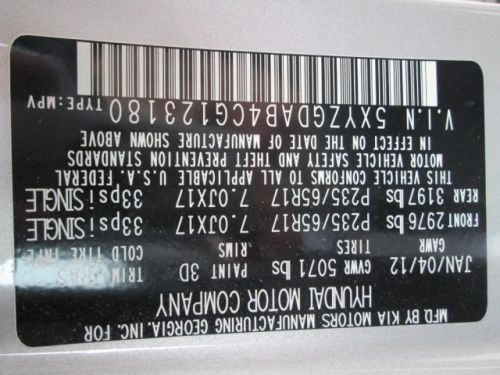 MFD BY KIA MOTORS MANUFACTURING GEORGIA, INC. FOR
HYUNDAI MOTOR COMPANY
JAN/04/12 GVWR 5071 lbs PAINT 3D TRIM RAS
GAWR TIRES RIMS COLD TIRE
FRONT 2976 lbs P235/65R17 7.0JX17 33psi SINGLE
REAR 3197 lbs P235/65R17 7.0JX17 33psi SINGLE
THIS VEHICLE CONFORMS TO ALL APPLICABLE U.S.A. FEDERAL
MOTOR VEHICLE SAFETY AND THEFT PREVENTION STANDARDS
IN EFFECT ON THE DATE OF MANUFACTURE SHOWN ABOVE
V.I.N 5XYZGDAB4CG123180 TYPE:MPV